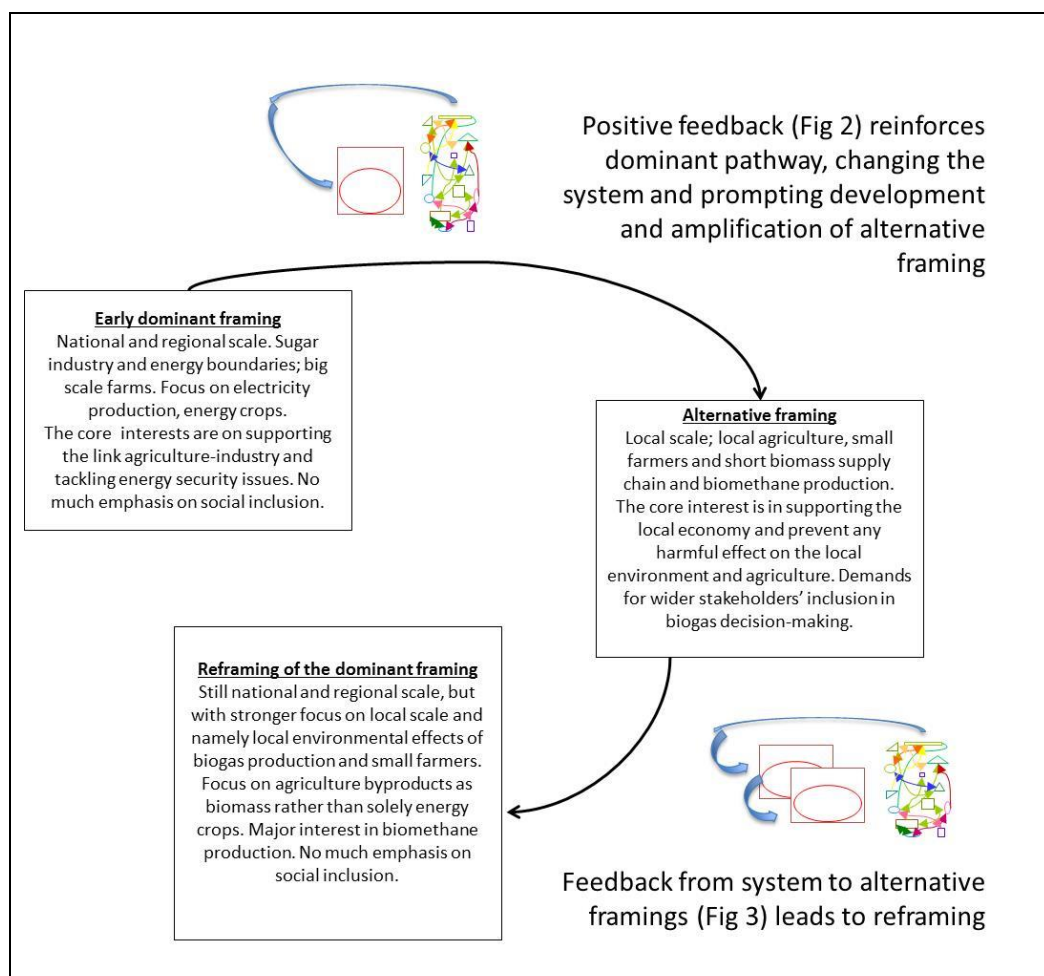 Positive feedback (Fig 2) reinforces
dominant pathway, changing the
system and prompting development
and amplification of alternative
framing
Early dominant framing
National and regional scale. Sugar
industry and energy boundaries; big
scale farms. Focus on electricity
production, energy crops.
The core interests are on supporting
the link agriculture-industry and
tackling energy security issues. No
much emphasis on social inclusion.
Alternative framing
Local scale; local agriculture, small
farmers and short biomass supply
chain and biomethane production.
The core interest is in supporting the
local economy and prevent any
harmful effect on the local
environment and agriculture. Demands
for wider stakeholders’ inclusion in
biogas decision-making.
Reframing of the dominant framing
Still national and regional scale, but
with stronger focus on local scale and
namely local environmental effects of
biogas production and small farmers.
Focus on agriculture byproducts as
biomass rather than solely energy
crops. Major interest in biomethane
production. No much emphasis on
social inclusion.
Feedback from system to alternative
framings (Fig 3) leads to reframing